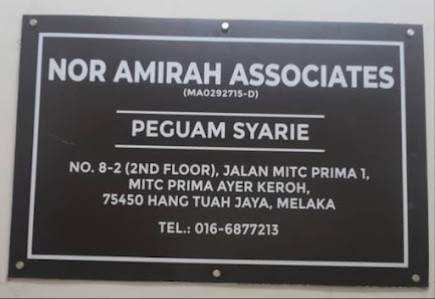 NOR AMIRAH ASSOCIATES
(MA0292715-D)
PEGUAM SYARIE
NO. 8-2 (2ND FLOOR), JALAN MITC PRIMA 1,
MITC PRIMA AYER KEROH,
75450 HANG TUAH JAYA, MELAKA
TEL.: 016-6877213